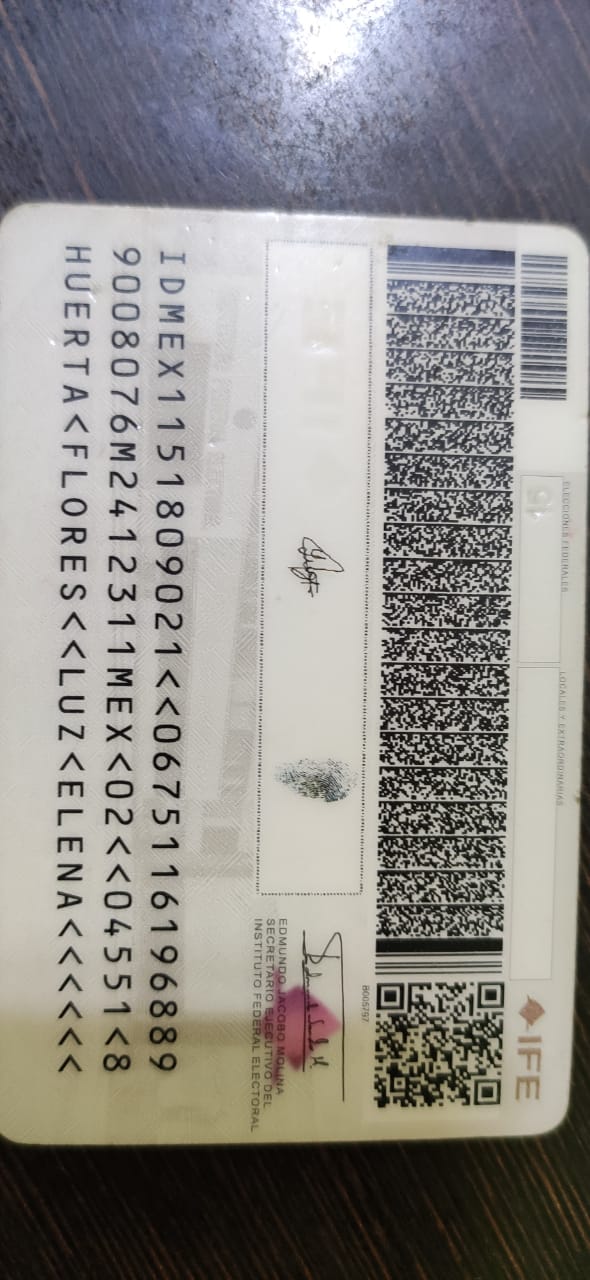 ELECCIONES FEDERALES
LOCALES Y EXTRAORDINARIAS
IFE
EDMUNDO JACOBO MOLINA
SECRETARIO EJECUTIVO DEL
INSTITUTO FEDERAL ELECTORAL
IDMEX1151809021<<0675116196889
9008076M2412311MEX<02<<04551<8
HUERTA<FLORES<<LUZ<ELENA<<<<<<